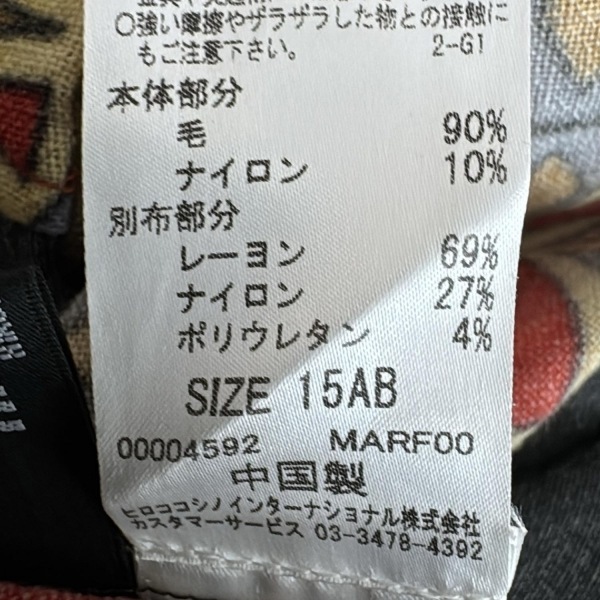 〇強い摩擦やザラザラした物との接触に
もご注意下さい。 2-G1
本体部分
毛 90%
ナイロン 10%
別布部分
レーヨン 69%
ナイロン 27%
ポリウレタン 4%
SIZE 15AB
00004592 MARF00
中国製
ヒロココシノインターナショナル株式会社
カスタマーサービス 03-3478-4392